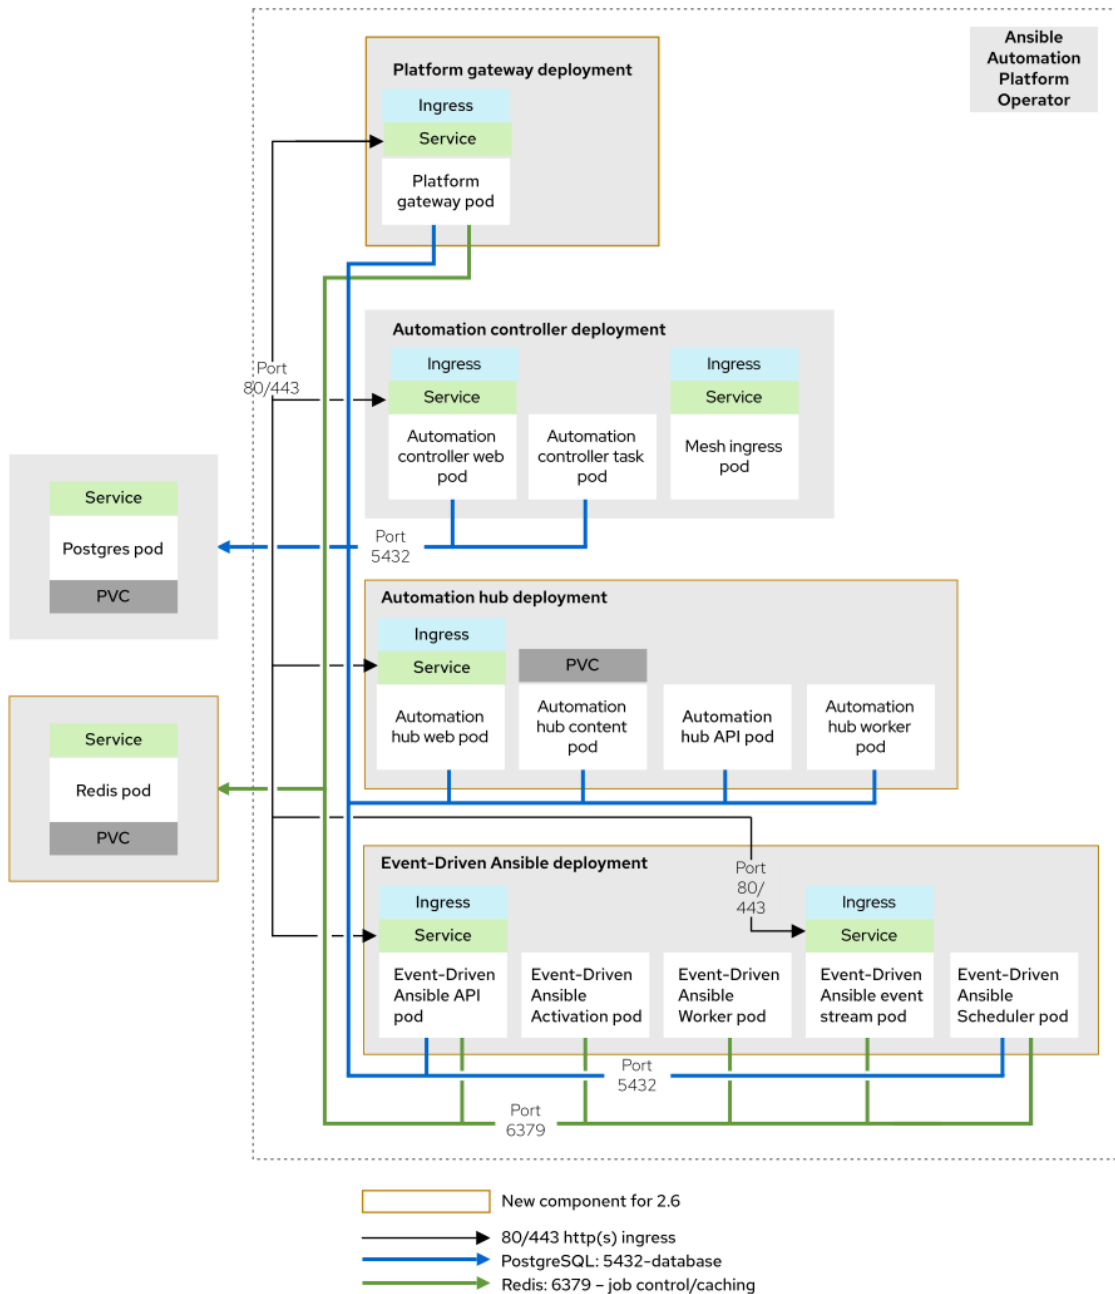 Ansible
Automation
Platform
Operator
Platform gateway deployment
Ingress
Service
Platform
gateway pod
Port
80/443
Automation controller deployment
Ingress
Service
Automation
controller web
pod
Automation
controller task
pod
Ingress
Service
Mesh ingress
pod
Service
Postgres pod
PVC
Port
5432
Automation hub deployment
Ingress
Service
Automation
hub web pod
PVC
Automation
hub content
pod
Automation
hub API pod
Automation
hub worker
pod
Service
Redis pod
PVC
Event-Driven Ansible deployment
Port
80/
443
Ingress
Service
Event-Driven
Ansible API
pod
Event-Driven
Ansible
Activation pod
Event-Driven
Ansible
Worker pod
Ingress
Service
Event-Driven
Ansible event
stream pod
Event-Driven
Ansible
Scheduler pod
Port
5432
Port
6379
New component for 2.6
80/443 http(s) ingress
PostgreSQL: 5432-database
Redis: 6379 – job control/caching